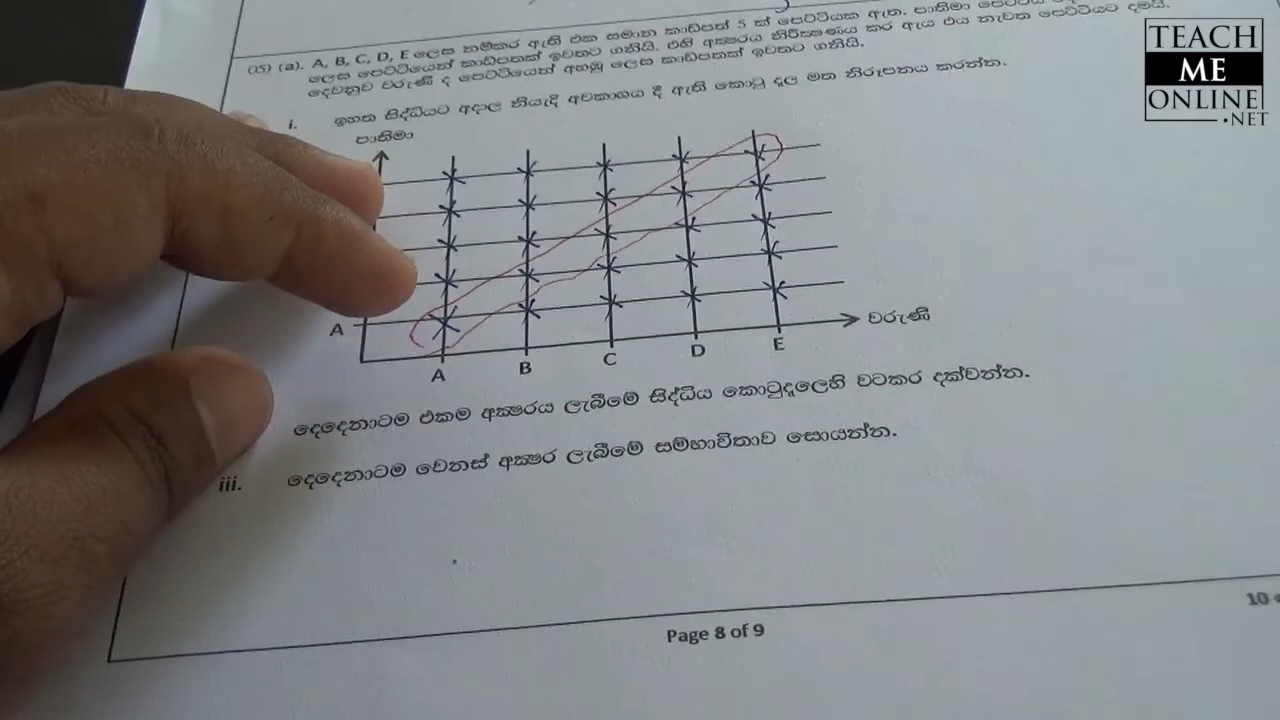 TEACH
ME
ONLINE
.NET
05) (a). A, B, C, D, E ලෙස නම්කර ඇති එක සමාන කාඩ්පත් 5 ක් පෙට්ටියක ඇත. පාතිමා
ලෙස පෙට්ටියෙන් කාඩ්පතක් ඉවතට ගනියි. එහි අක්‍ෂරය නිරීක්‍ෂණය කර ඇය එය නැවත පෙට්ටියට දමයි.
දෙවනුව වරුණි ද පෙට්ටියෙන් අහඹු ලෙස කාඩ්පතක් ඉවතට ගනියි.
i. ඉහත සිද්ධියට අදාල නියැදි අවකාශය දී ඇති කොටු දැල මත නිරූපනය කරන්න.
පාතිමා
A
වරුණි
A B C D E
දෙදෙනාටම එකම අක්‍ෂරය ලැබීමේ සිද්ධිය කොටුදැලෙහි වටකර දක්වන්න.
iii. දෙදෙනාටම වෙනස් අක්‍ෂර ලැබීමේ සම්භාවිතාව සොයන්න.
Page 8 of 9
10